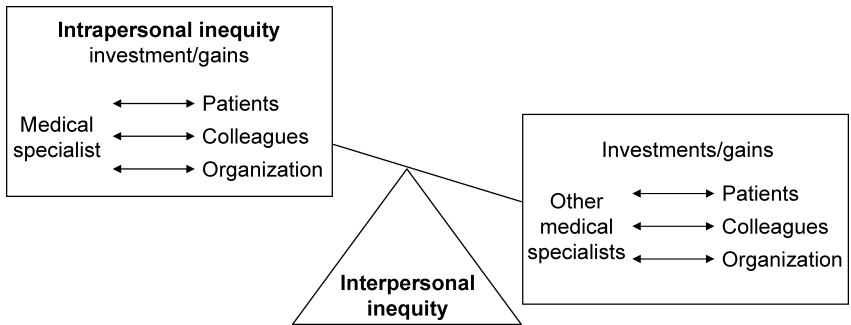 Intrapersonal inequity
investment/gains
Medical
specialist
Patients
Colleagues
Organization
Investments/gains
Other
medical
specialists
Patients
Colleagues
Organization
Interpersonal
inequity